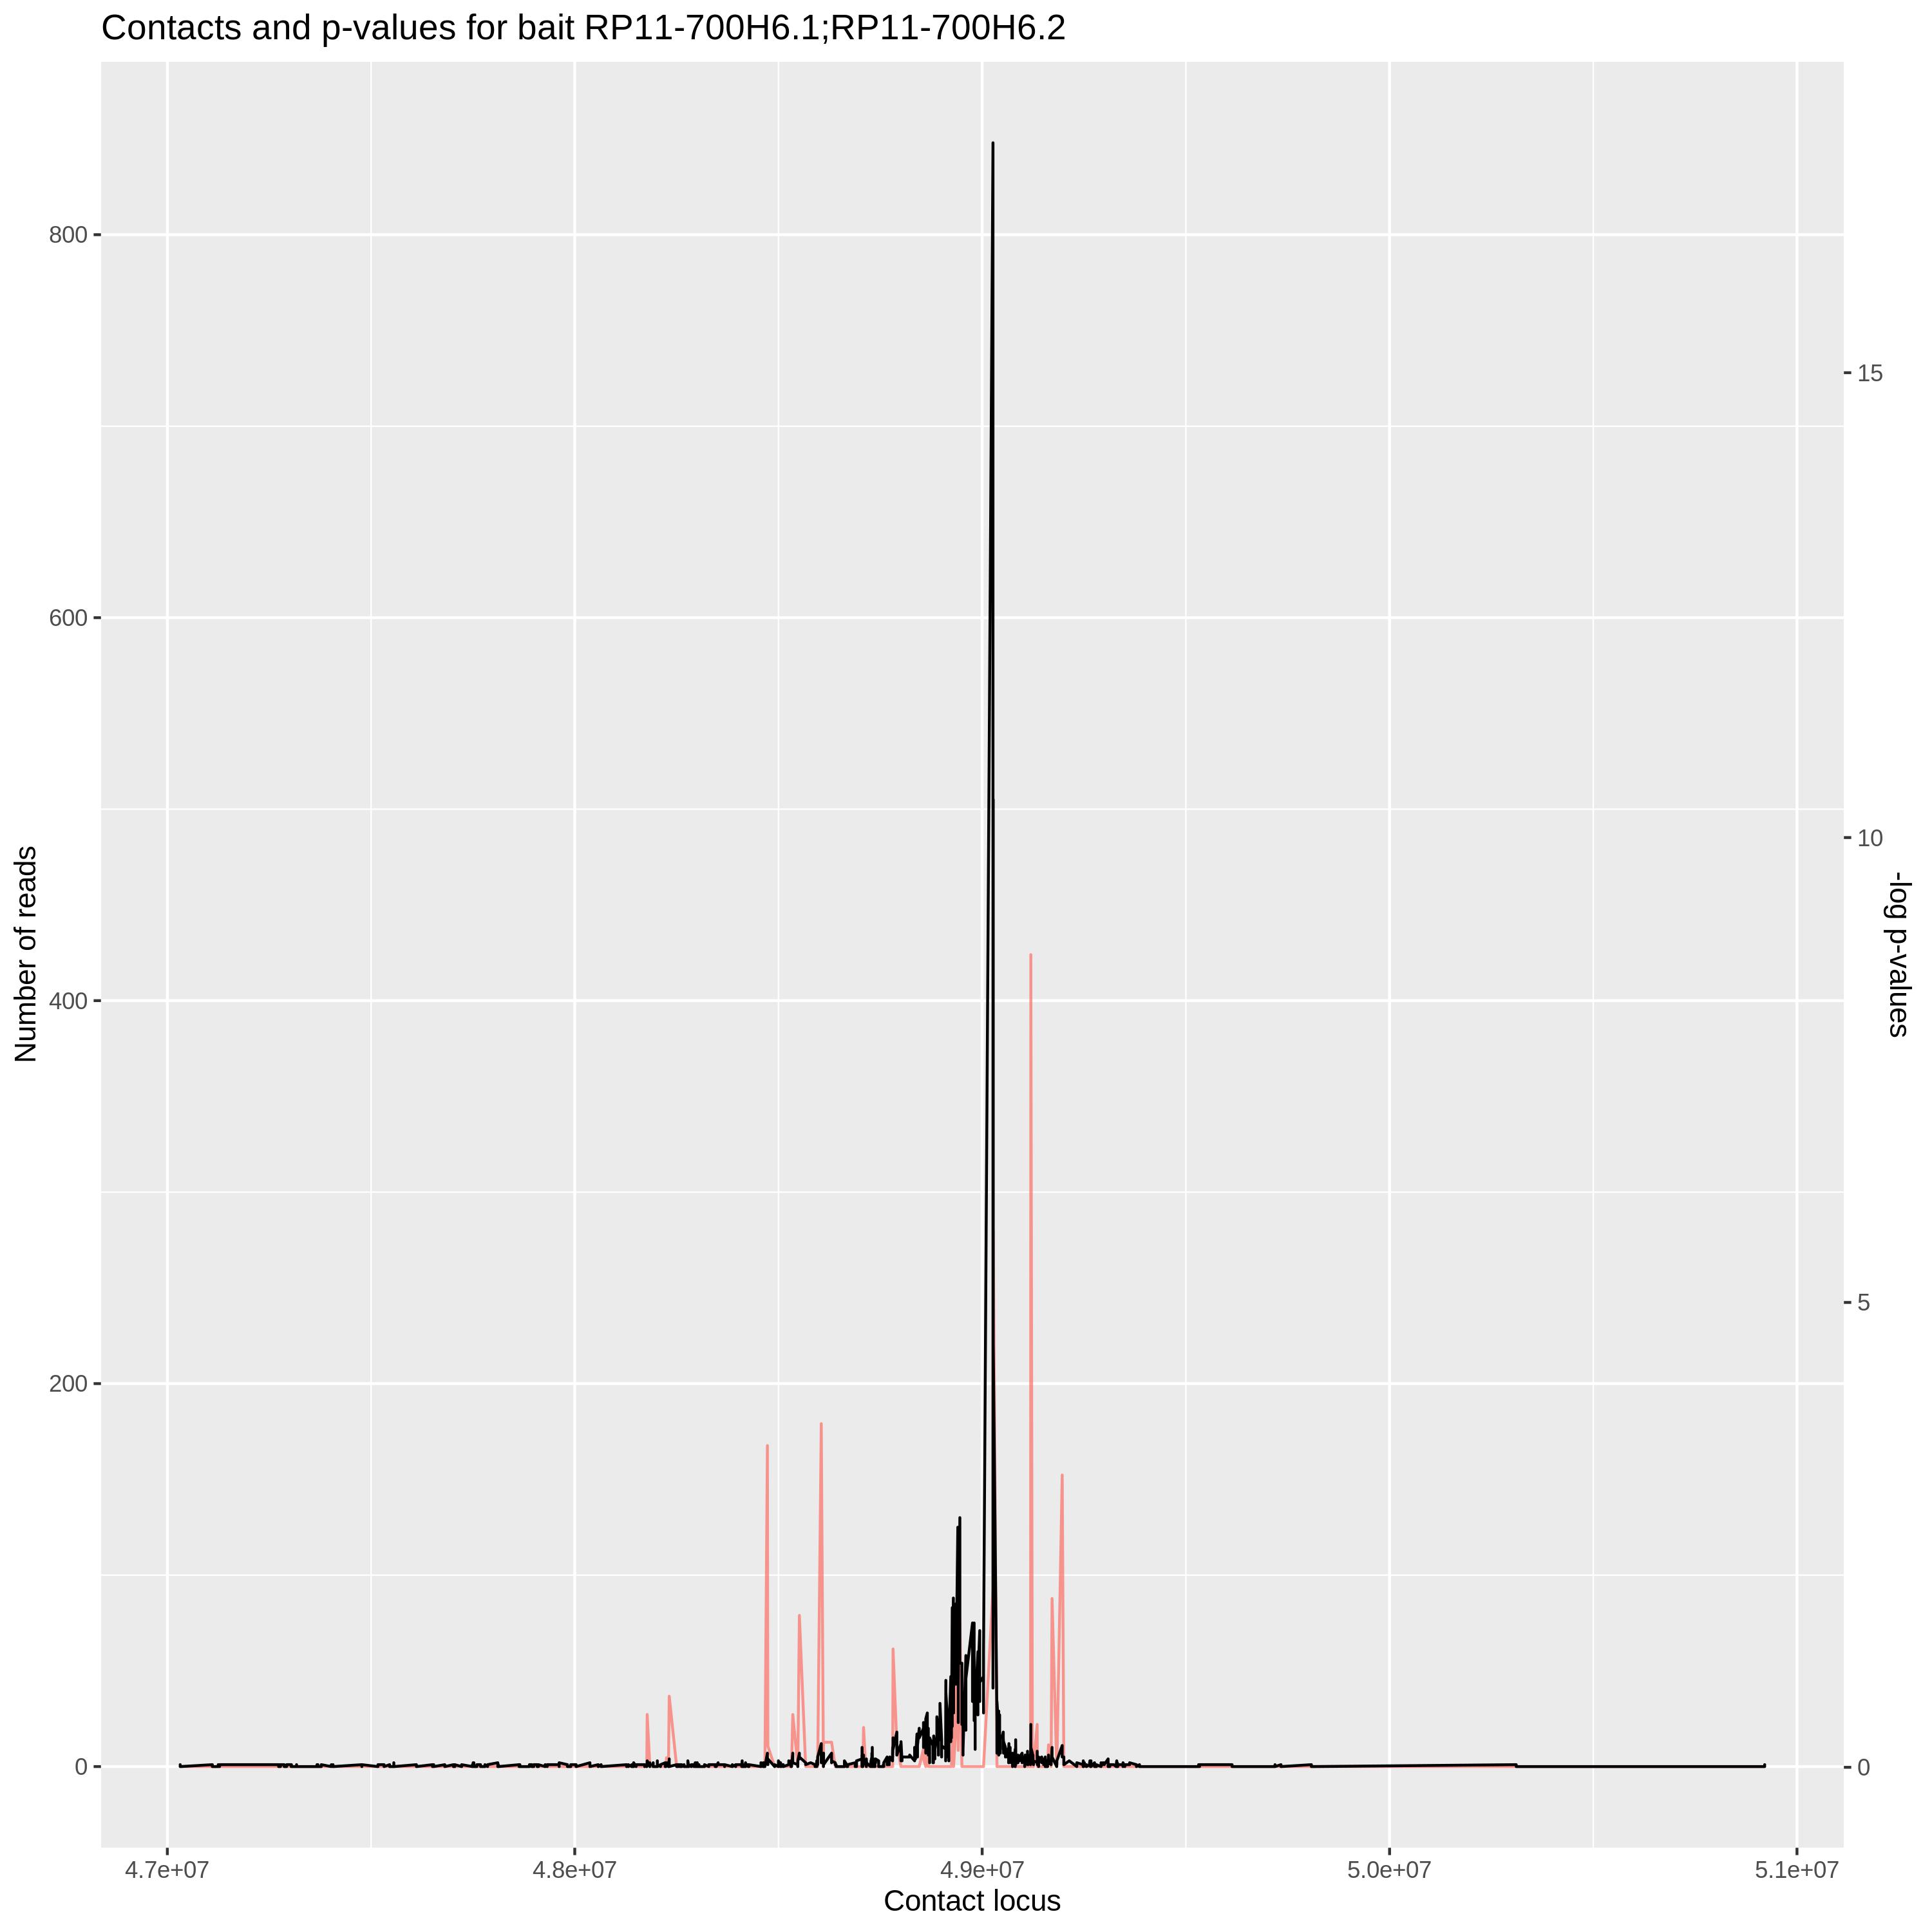 Contacts and p-values for bait RP11-700H6.1;RP11-700H6.2
800
600
400
200
0
Number of reads
15
10
5
0
-log p-values
4.7e+07
4.8e+07
4.9e+07
5.0e+07
5.1e+07
Contact locus